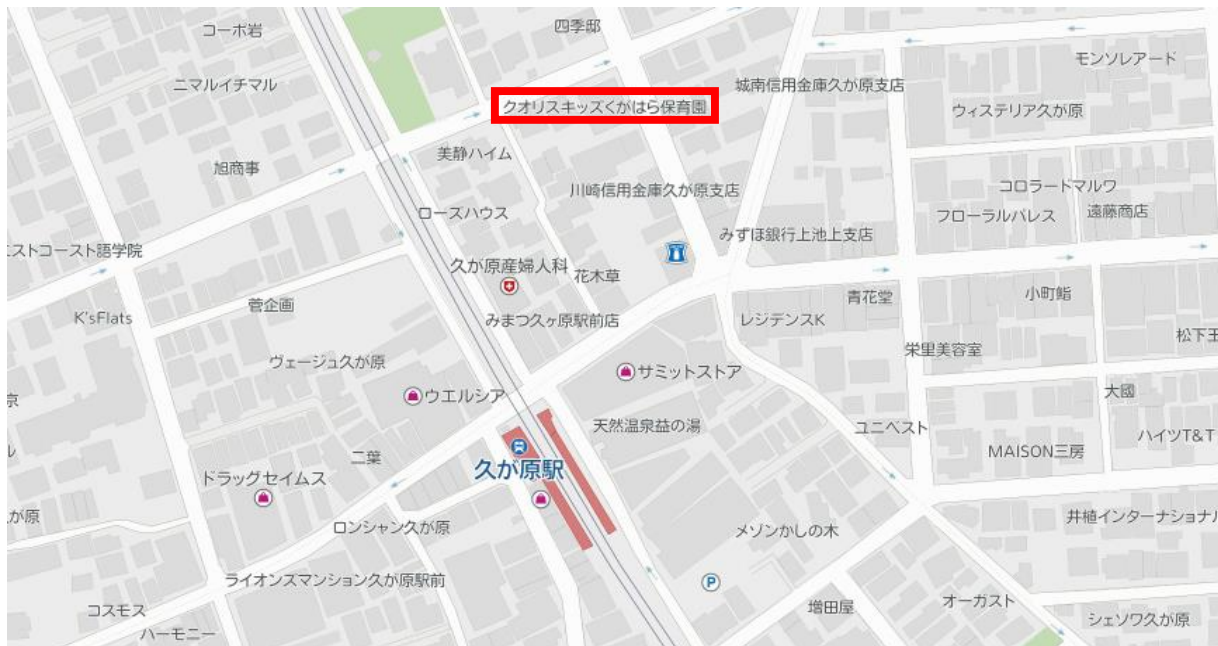 コーポ岩
四季邸
モンソレアード
ニマルイチマル
城南信用金庫久が原支店
クオリスキッズくがはら保育園
ウィステリア久が原
美静ハイム
旭商事
川崎信用金庫久が原支店
コロラードマルワ
ローズハウス
フローラルパレス
遠藤商店
みずほ銀行上池上支店
ストコースト語学院
久が原産婦人科
花木草
菅企画
青花堂
小町鮨
K'sFlats
みまつ久ヶ原駅前店
レジデンスK
松下王
栄里美容室
ヴェージュ久が原
サミットストア
大國
京
ウエルシア
天然温泉益の湯
ユニベスト
ハイツT&T
MAISON三房
ル
二葉
久が原駅
ドラッグセイムス
が原
ロンシャン久が原
メゾンかしの木
井植インターナショナル
ライオンズマンション久が原駅前
P
コスモス
増田屋
オーガスト
シェソワ久が原
ハーモニー